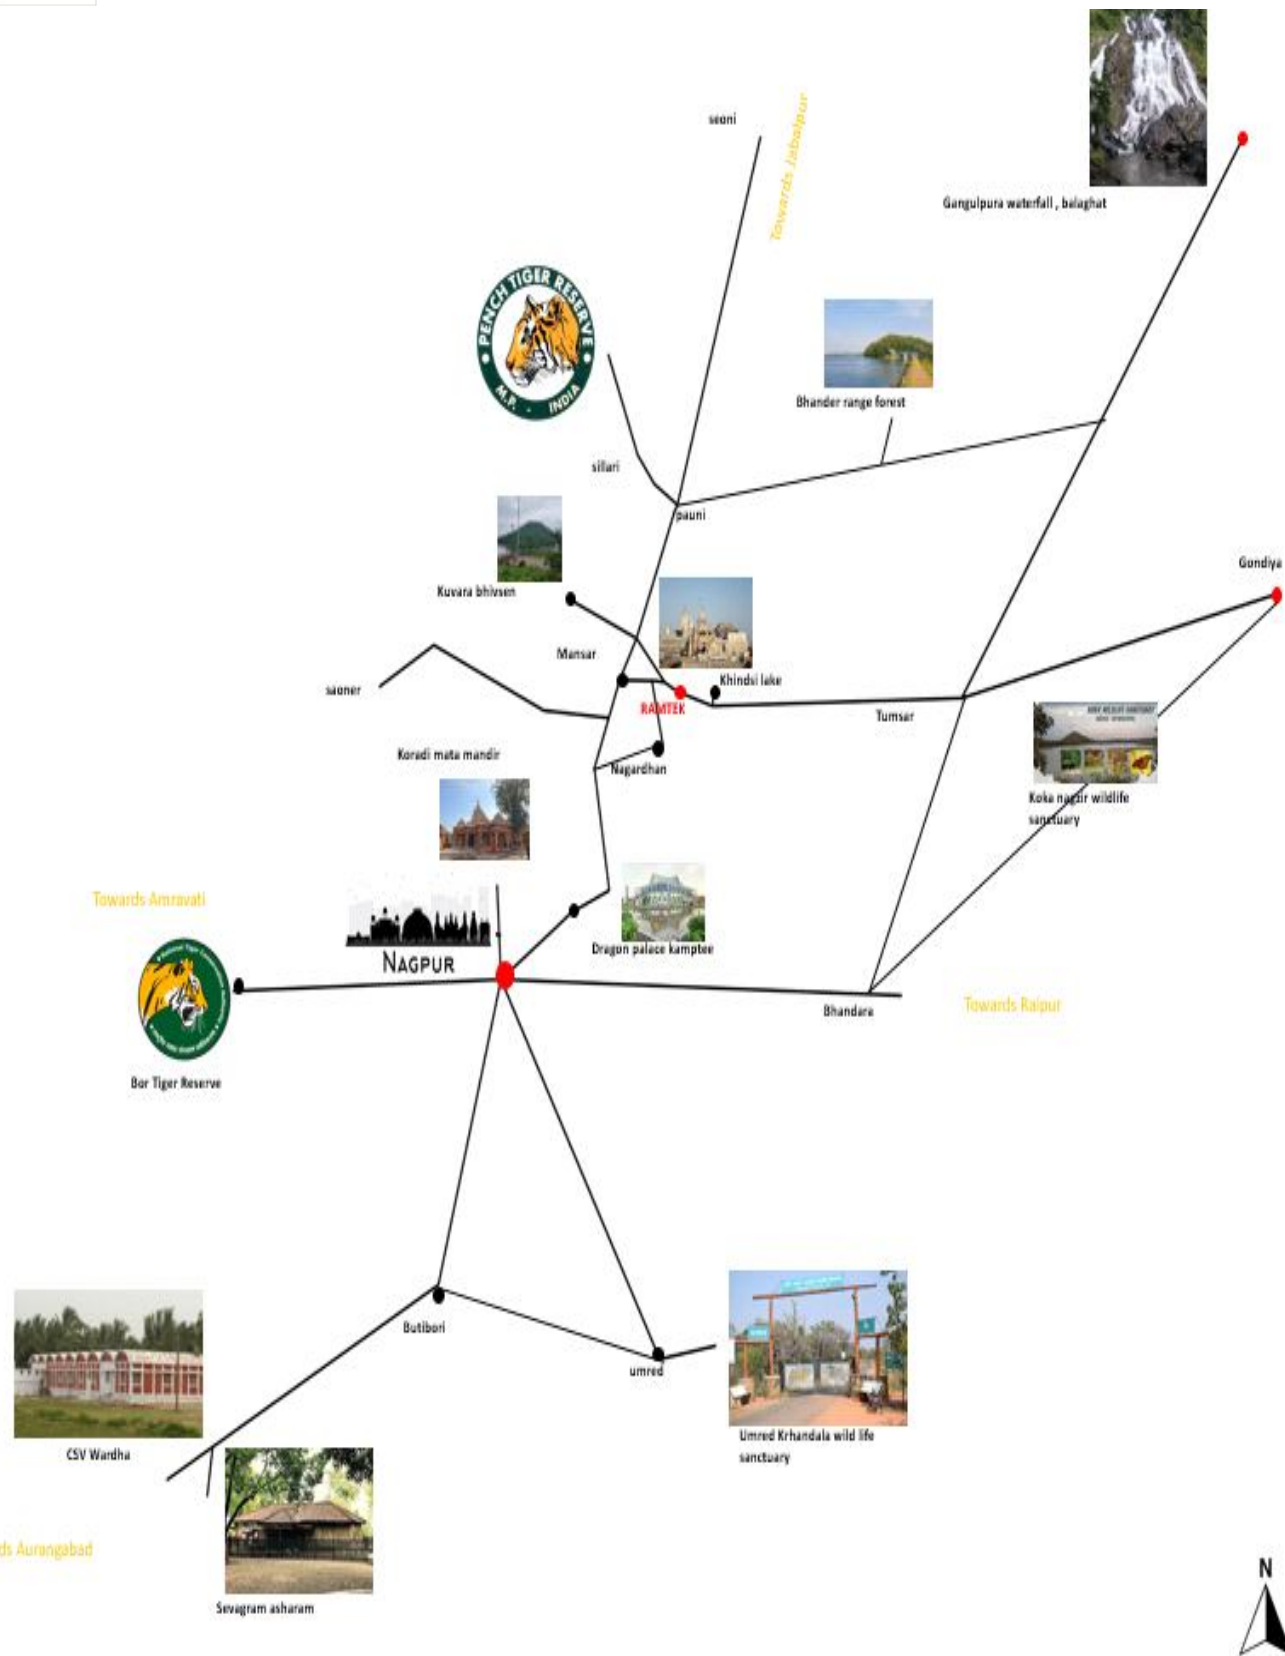 seoni
Towards Jabalpur
Gangulpura waterfall , balaghat
PENCH TIGER RESERVE
M.P. - INDIA
Bhander range forest
sillari
pauni
Gondiya
Kuvara bhivsen
Mansar
Khindsi lake
saoner
RAMTEK
Tumsar
Koradi mata mandir
Nagardhan
Koka nagzir wildlife
sanctuary
Towards Amravati
NAGPUR
Dragon palace kamptee
Bhandara
Towards Raipur
Bor Tiger Reserve
Butibori
umred
Umred Krhandala wild life
sanctuary
CSV Wardha
ds Aurangabad
Sevagram asharam
N